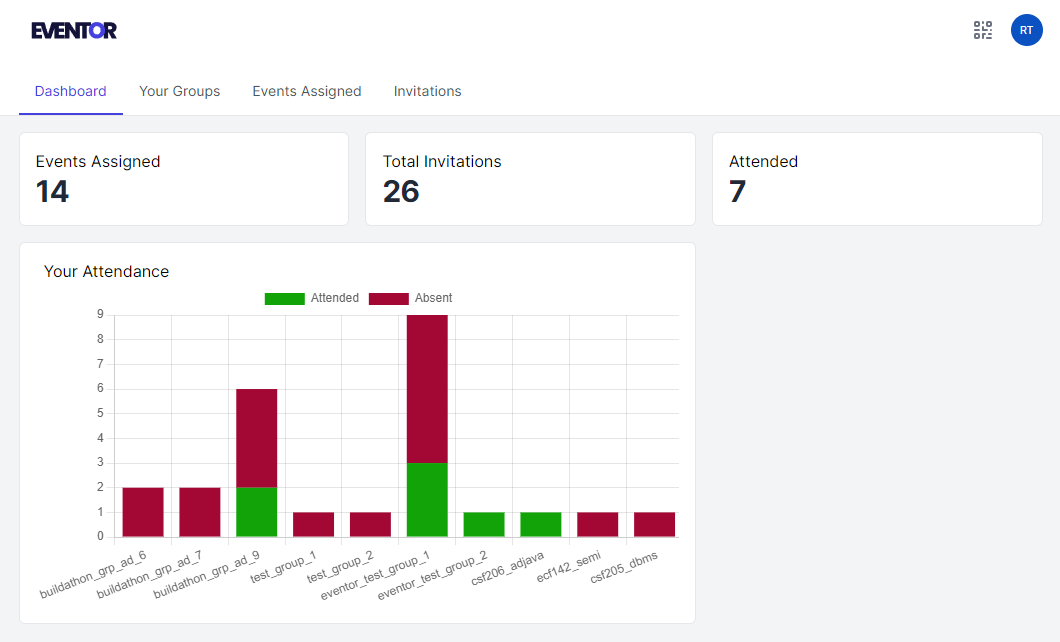 EVENTOR
RT
Dashboard Your Groups Events Assigned Invitations
Events Assigned
14
Total Invitations
26
Attended
7
Your Attendance
Attended Absent
9
8
7
6
5
4
3
2
1
0
buildathon_grp_ad_6
buildathon_grp_ad_7
buildathon_grp_ad_9
test_group_1
test_group_2
eventor_test_group_1
eventor_test_group_2
csf206_adjava
ecf142_semi
csf205_dbms